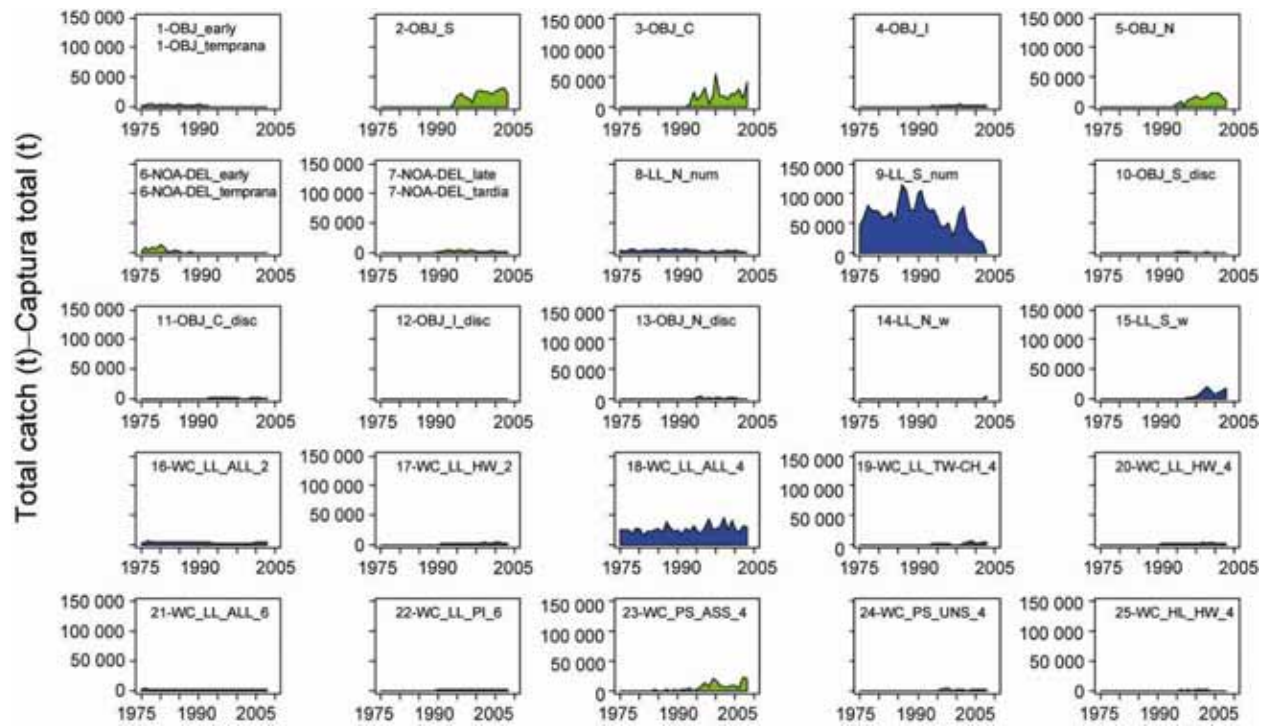 Total catch (t)–Captura total (t)
150 000
100 000
50 000
0
1-OBJ_early
1-OBJ_temprana
1975 1990 2005
2-OBJ_S
1990 2005
150 000
100 000
50 000
0
3-OBJ_C
1975 1990 2005
4-OBJ_I
1975 1990 2005
150 000
100 000
50 000
0
5-OBJ_N
1975 1990 2005
6-NOA-DEL_early
6-NOA-DEL_temprana
1975 1990 2005
150 000
100 000
50 000
0
7-NOA-DEL_late
7-NOA-DEL_tardia
1975 1990 2005
8-LL_N_num
1975 1990 2005
150 000
100 000
50 000
0
9-LL_S_num
1975 1990 2005
10-OBJ_S_disc
1975 1990 2005
150 000
100 000
50 000
0
11-OBJ_C_disc
1975 1990 2005
12-OBJ_I_disc
1975 1990 2005
150 000
100 000
50 000
0
13-OBJ_N_disc
1975 1990 2005
14-LL_N_w
1975 1990 2005
150 000
100 000
50 000
0
15-LL_S_w
1975 1990 2005
16-WC_LL_ALL_2
1975 1990 2005
150 000
100 000
50 000
0
17-WC_LL_HW_2
1975 1990 2005
18-WC_LL_ALL_4
1975 1990 2005
150 000
100 000
50 000
0
19-WC_LL_TW-CH_4
1975 1990 2005
20-WC_LL_HW_4
1975 1990 2005
150 000
100 000
50 000
0
21-WC_LL_ALL_6
1975 1990 2005
22-WC_LL_PI_6
1975 1990 2005
150 000
100 000
50 000
0
23-WC_PS_ASS_4
1975 1990 2005
24-WC_PS_UNS_4
1975 1990 2005
150 000
100 000
50 000
0
25-WC_HL_HW_4
1975 1990 2005